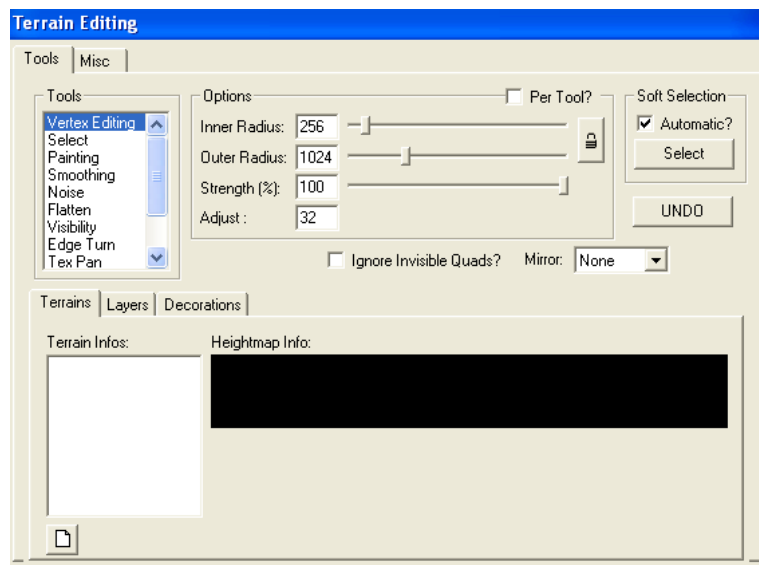 Terrain Editing
Tools Misc
Tools
Vertex Editing
Select
Painting
Smoothing
Noise
Flatten
Visibility
Edge Turn
Tex Pan
Options
Per Tool?
Inner Radius: 256
Outer Radius: 1024
Strength (%): 100
Adjust : 32
Soft Selection
Automatic?
Select
UNDO
Ignore Invisible Quads? Mirror: None
Terrains Layers Decorations
Terrain Infos: Heightmap Info: